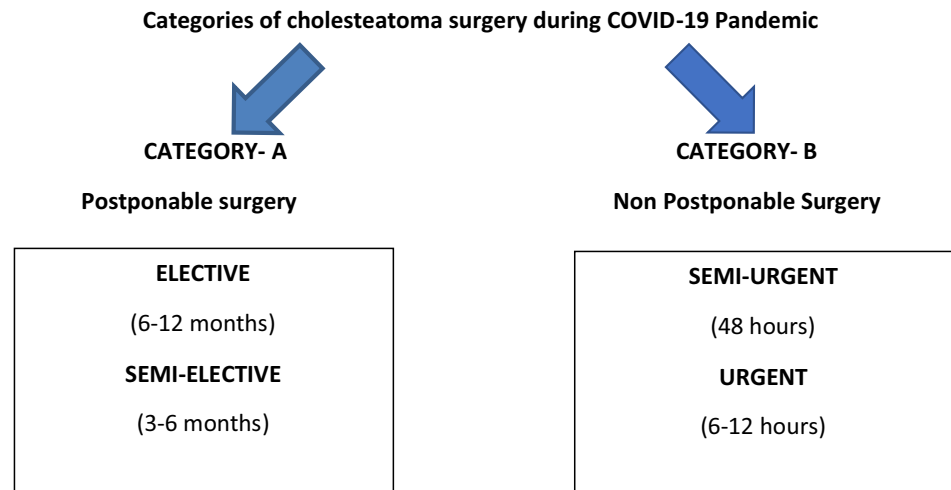 Categories of cholesteatoma surgery during COVID-19 Pandemic
CATEGORY- A
Postponable surgery
ELECTIVE
(6-12 months)
SEMI-ELECTIVE
(3-6 months)
CATEGORY- B
Non Postponable Surgery
SEMI-URGENT
(48 hours)
URGENT
(6-12 hours)